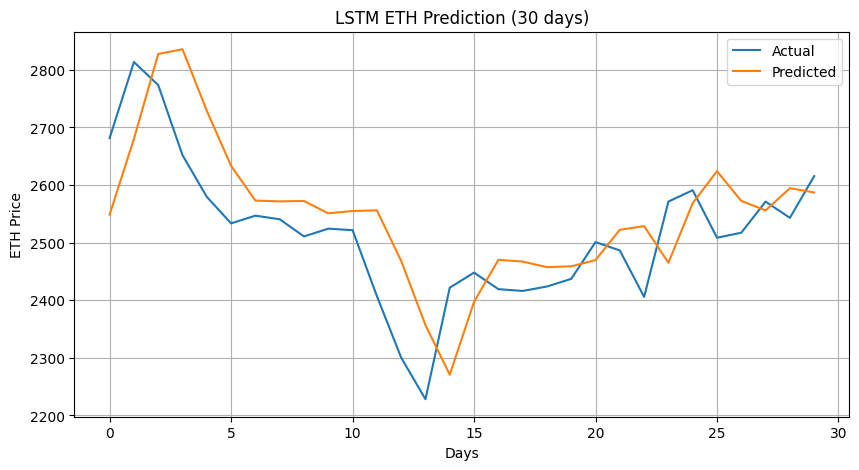 LSTM ETH Prediction (30 days)
Actual
Predicted
ETH Price
2800
2700
2600
2500
2400
2300
2200
0 5 10 15 20 25 30
Days